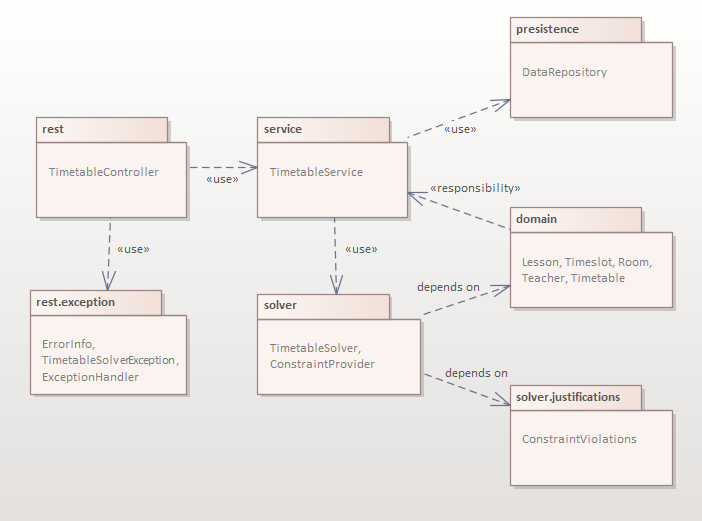 presistence
DataRepository
rest
TimetableController
service
TimetableService
«use»
«use»
«responsibility»
domain
Lesson, Timeslot, Room,
Teacher, Timetable
«use»
«use»
depends on
rest.exception
ErrorInfo,
TimetableSolverException,
ExceptionHandler
solver
TimetableSolver,
ConstraintProvider
depends on
solver.justifications
ConstraintViolations